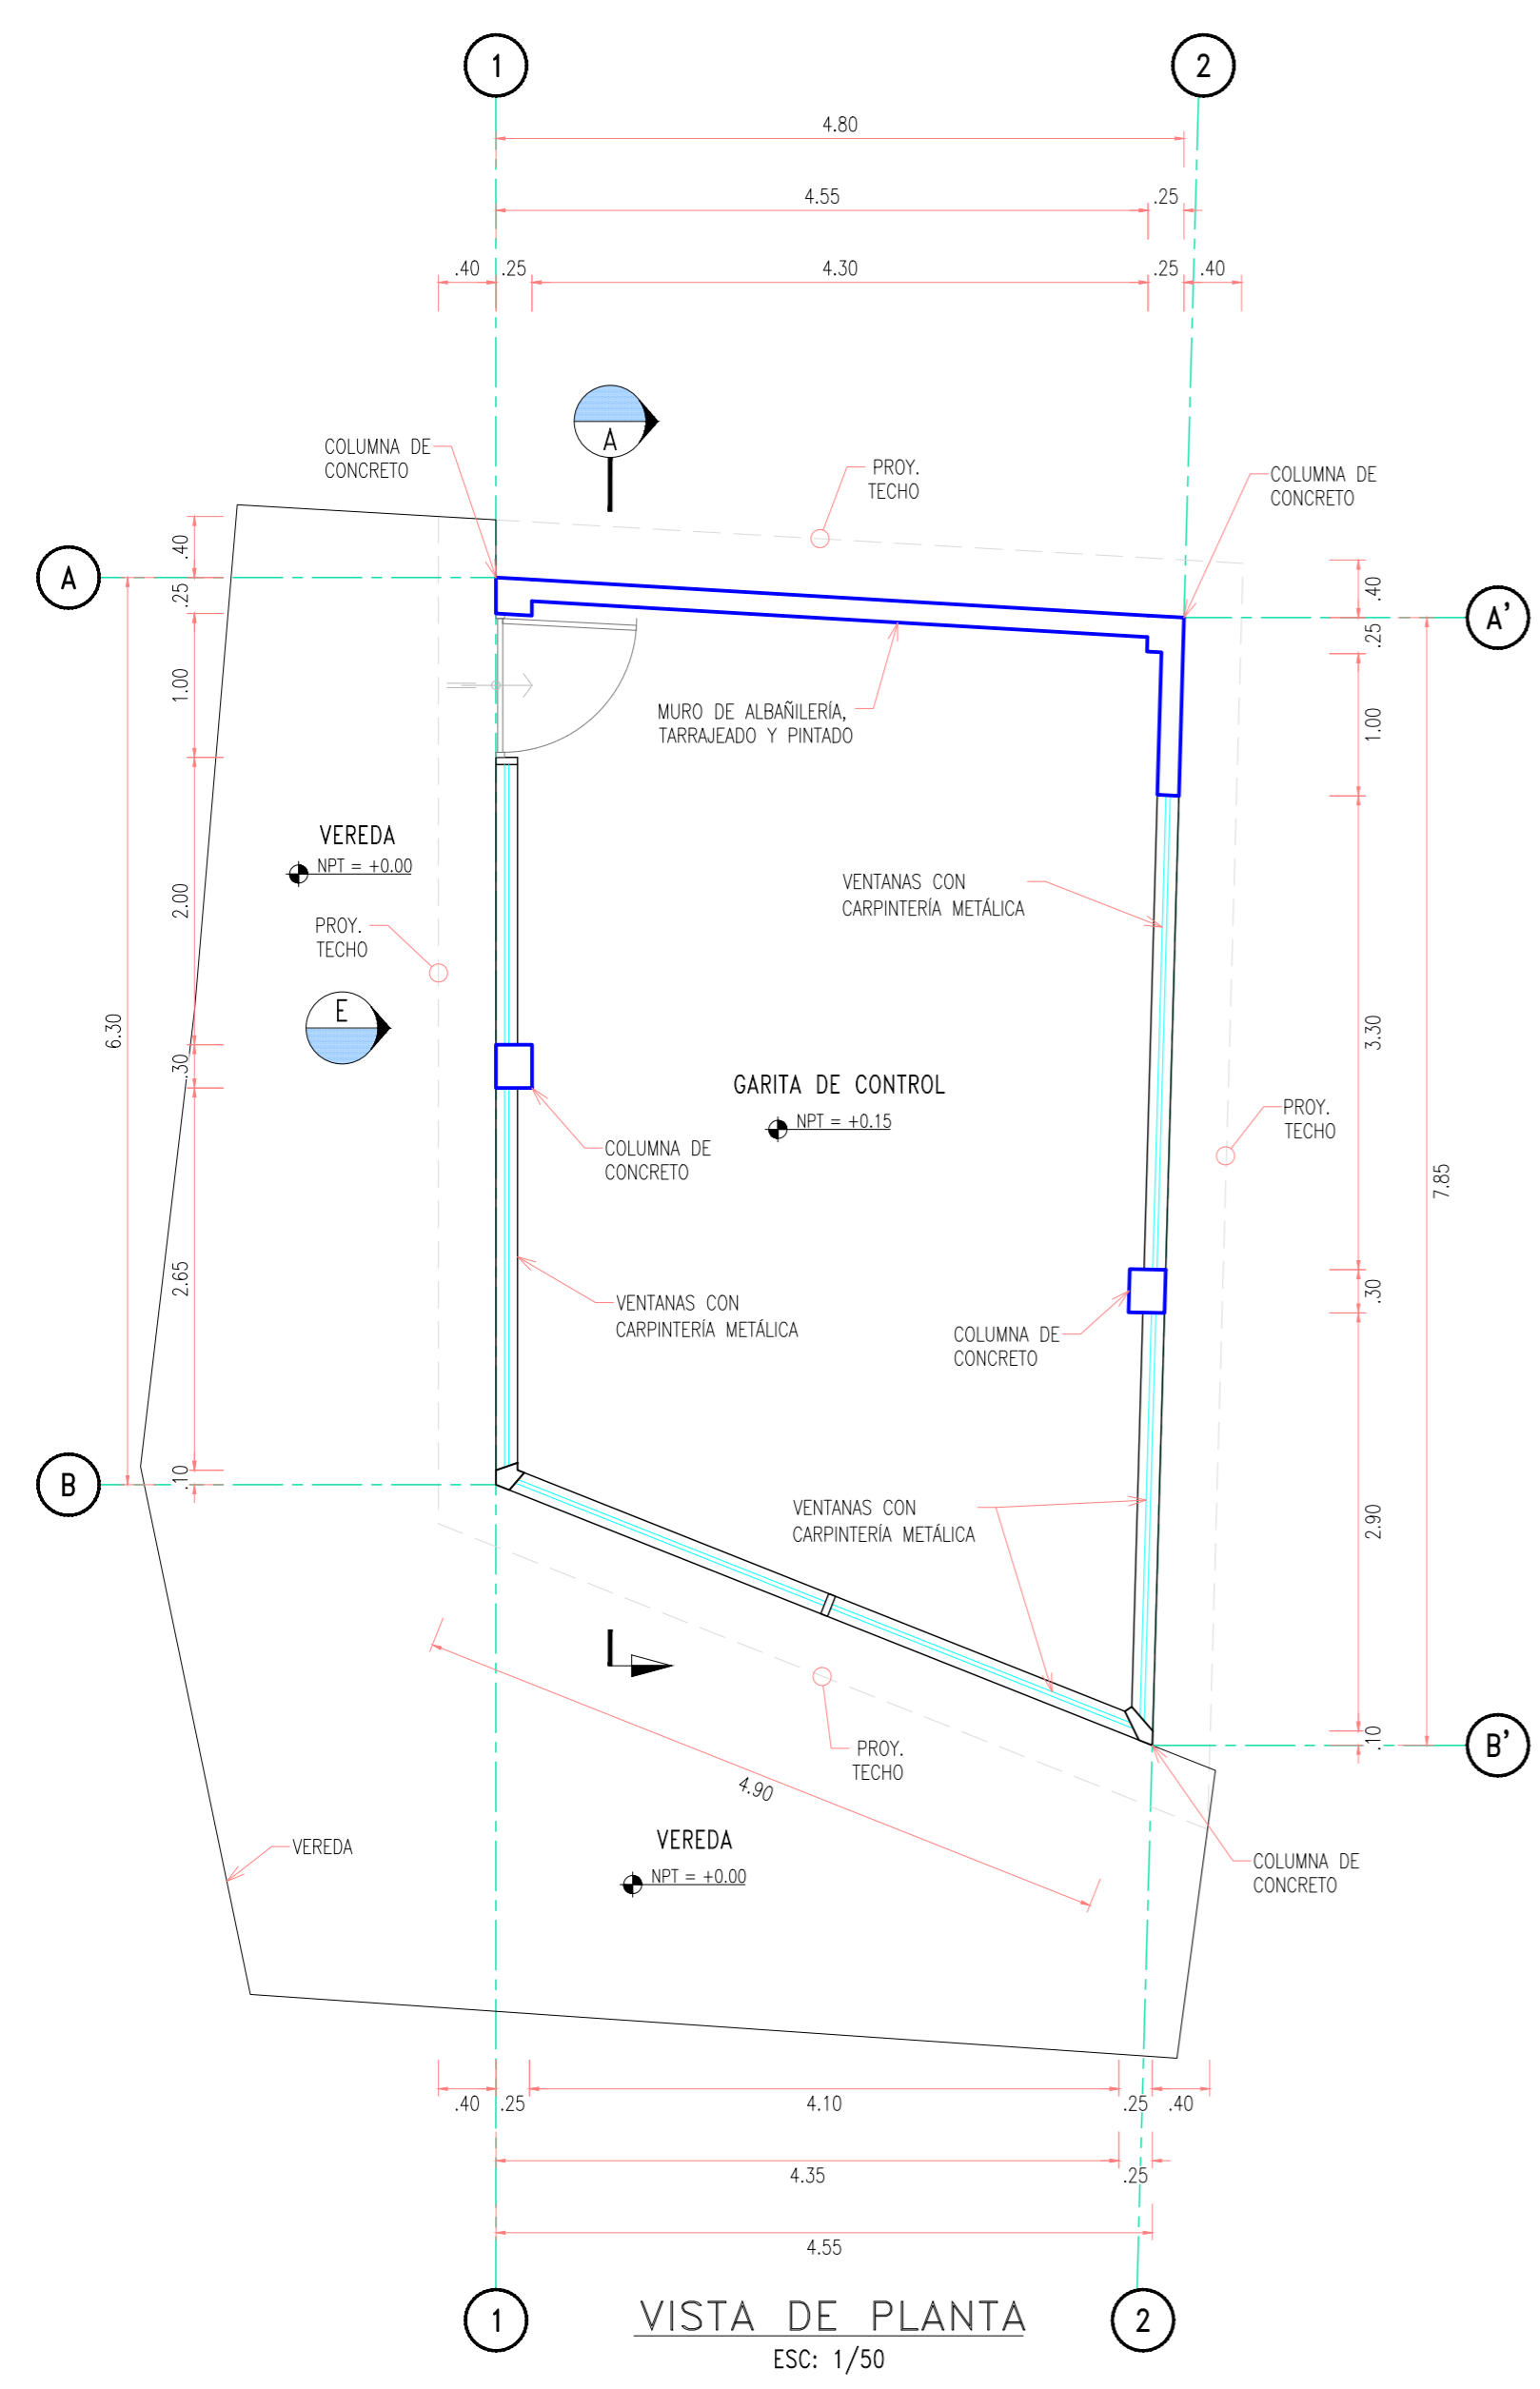 1
2
4.80
4.55
.25
.40
.25
4.30
.25
.40
A
COLUMNA DE
CONCRETO
PROY.
TECHO
COLUMNA DE
CONCRETO
A
.40
.25
1.00
2.00
.30
2.65
.10
6.30
A'
.40
.25
1.00
3.30
.30
2.90
.10
7.85
MURO DE ALBAÑILERÍA,
TARRAJEADO Y PINTADO
VEREDA
NPT = +0.00
VENTANAS CON
CARPINTERÍA METÁLICA
PROY.
TECHO
E
GARITA DE CONTROL
NPT = +0.15
PROY.
TECHO
COLUMNA DE
CONCRETO
VENTANAS CON
CARPINTERÍA METÁLICA
COLUMNA DE
CONCRETO
B
VENTANAS CON
CARPINTERÍA METÁLICA
B'
PROY.
TECHO
4.90
VEREDA
VEREDA
NPT = +0.00
COLUMNA DE
CONCRETO
.40
.25
4.10
.25
.40
4.35
.25
4.55
1
2
VISTA DE PLANTA
ESC: 1/50